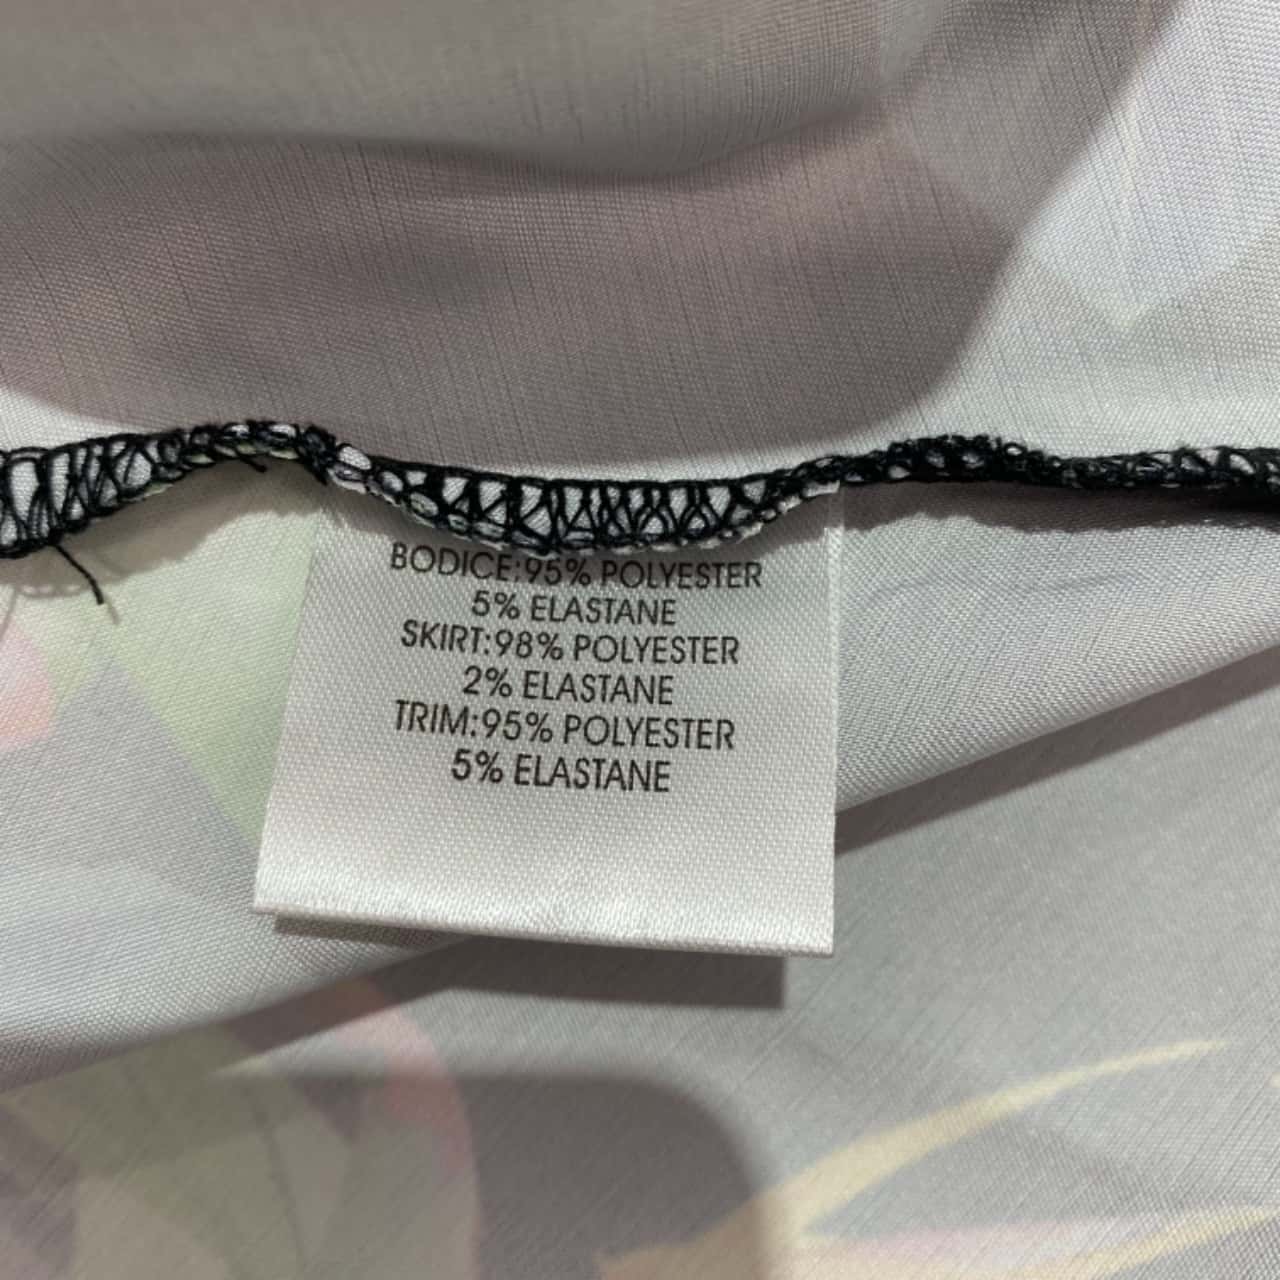 BODICE:95% POLYESTER
5% ELASTANE
SKIRT:98% POLYESTER
2% ELASTANE
TRIM:95% POLYESTER
5% ELASTANE